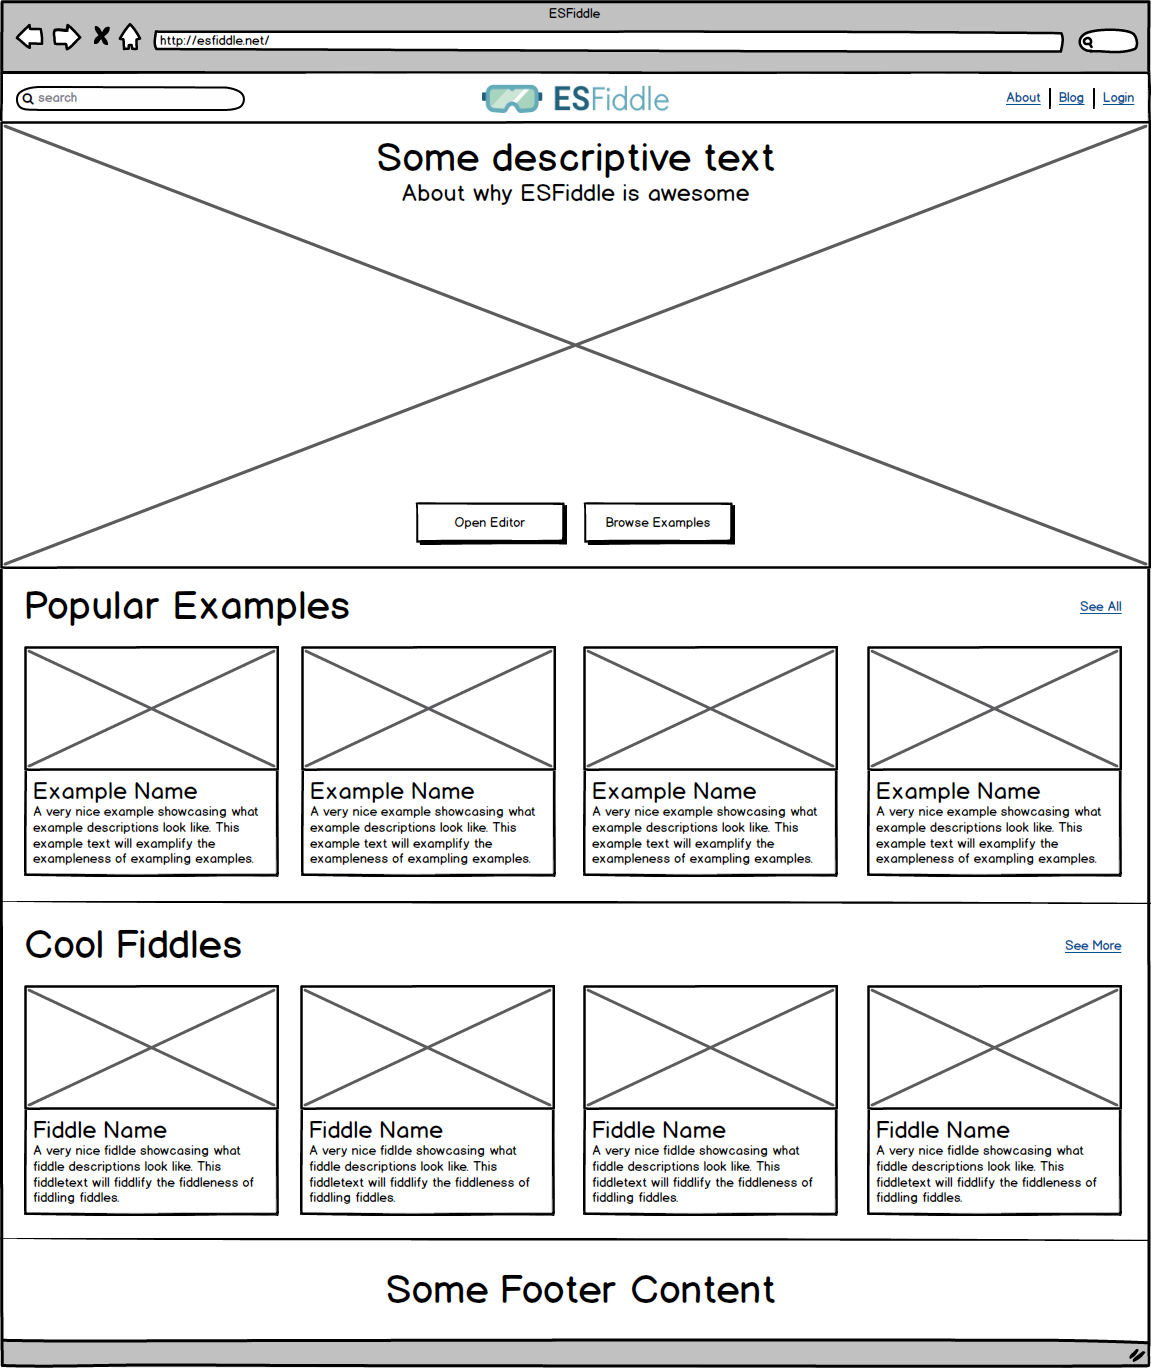 ESFiddle
http://esfiddle.net/
search
ESFiddle
About
Blog
Login
Some descriptive text
About why ESFiddle is awesome
Open Editor
Browse Examples
Popular Examples
See All
Example Name
A very nice example showcasing what
example descriptions look like. This
example text will examplify the
exampleness of exampling examples.
Example Name
A very nice example showcasing what
example descriptions look like. This
example text will examplify the
exampleness of exampling examples.
Example Name
A very nice example showcasing what
example descriptions look like. This
example text will examplify the
exampleness of exampling examples.
Example Name
A very nice example showcasing what
example descriptions look like. This
example text will examplify the
exampleness of exampling examples.
Cool Fiddles
See More
Fiddle Name
A very nice fidlde showcasing what
fiddle descriptions look like. This
fiddletext will fiddlify the fiddleness of
fiddling fiddles.
Fiddle Name
A very nice fidlde showcasing what
fiddle descriptions look like. This
fiddletext will fiddlify the fiddleness of
fiddling fiddles.
Fiddle Name
A very nice fidlde showcasing what
fiddle descriptions look like. This
fiddletext will fiddlify the fiddleness of
fiddling fiddles.
Fiddle Name
A very nice fidlde showcasing what
fiddle descriptions look like. This
fiddletext will fiddlify the fiddleness of
fiddling fiddles.
Some Footer Content